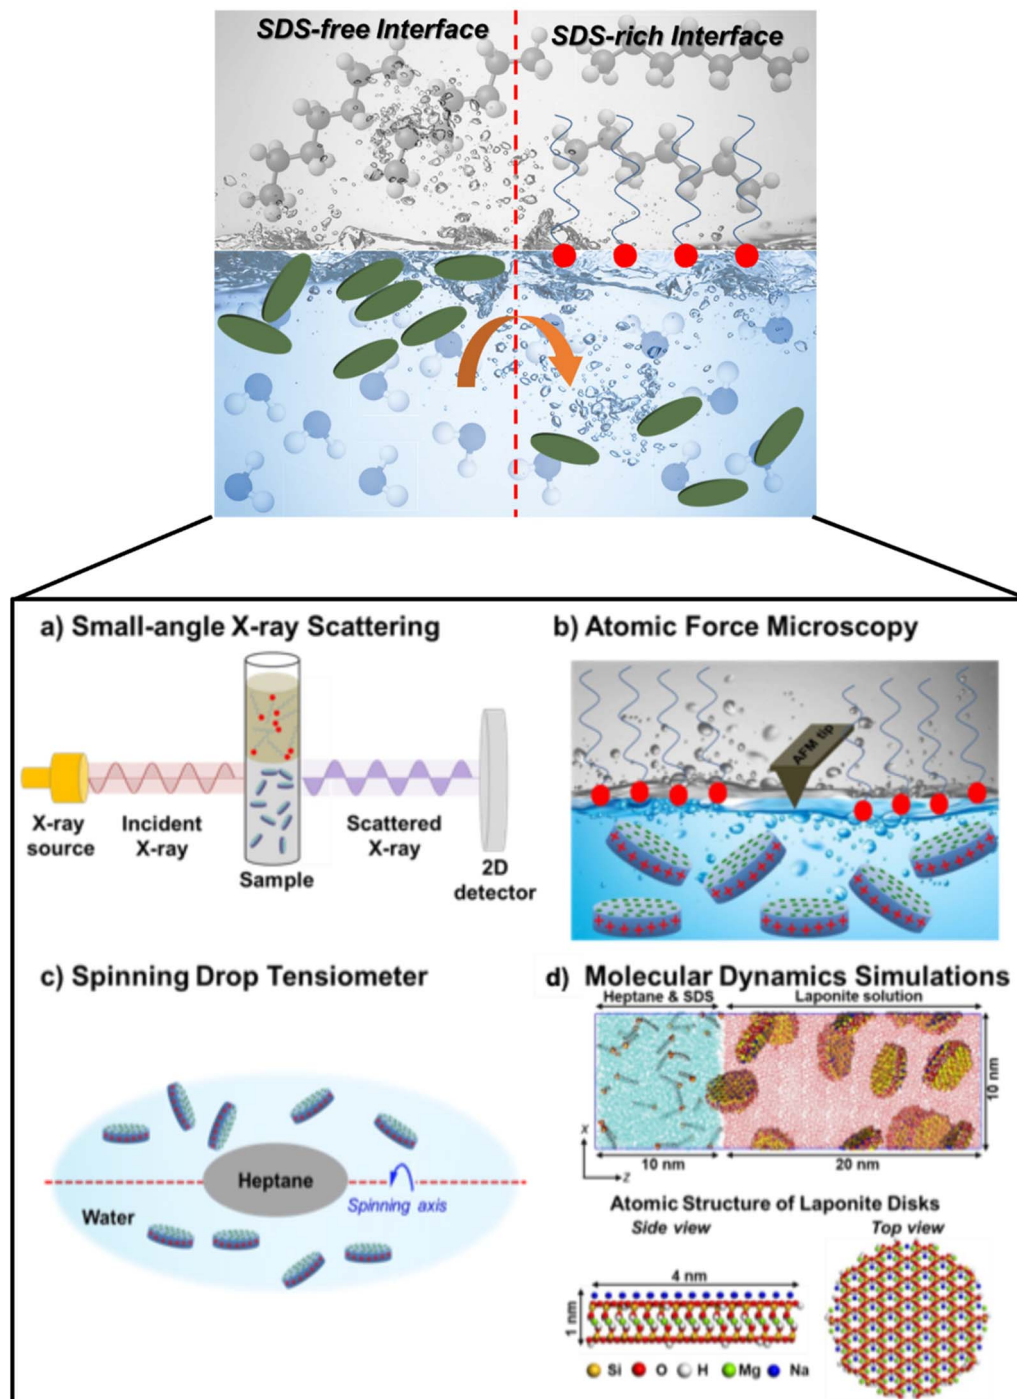 SDS-free Interface
SDS-rich Interface
a) Small-angle X-ray Scattering
X-ray
source
Incident
X-ray
Sample
Scattered
X-ray
2D
detector
b) Atomic Force Microscopy
AFM tip
c) Spinning Drop Tensiometer
Heptane
Water
Spinning axis
d) Molecular Dynamics Simulations
Heptane & SDS
Laponite solution
10 nm
x
z
10 nm
20 nm
Atomic Structure of Laponite Disks
Side view
Top view
4 nm
1 nm
Si O H Mg Na